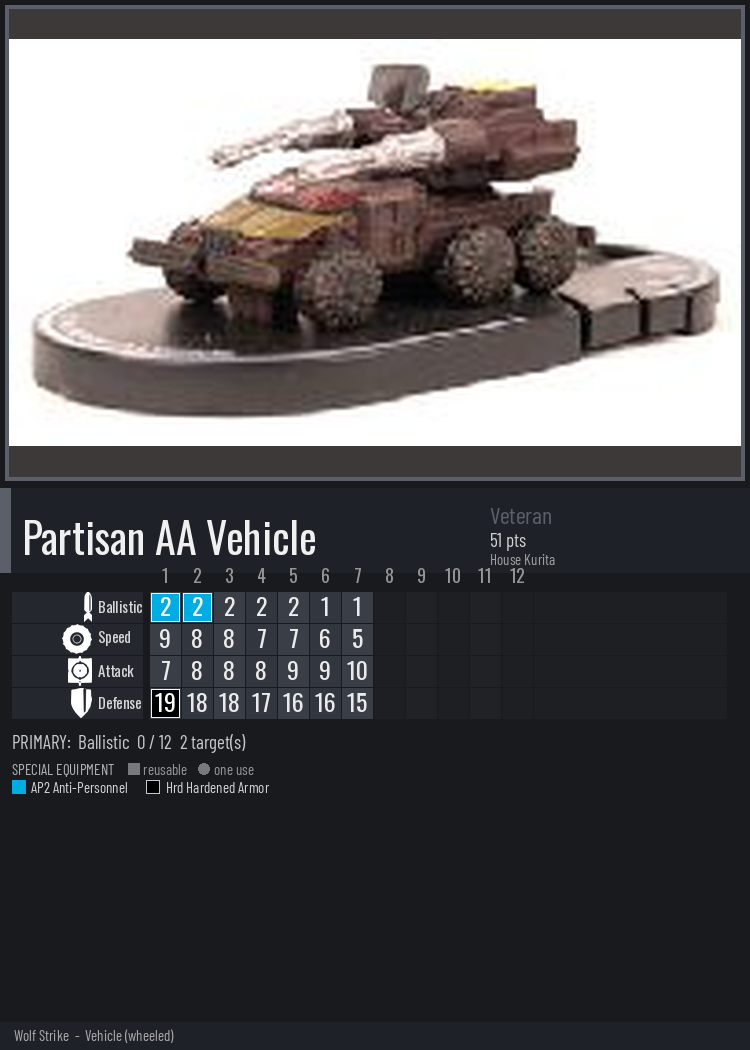 Partisan AA Vehicle
Veteran
51 pts
House Kurita
1 2 3 4 5 6 7 8 9 10 11 12
Ballistic 2 2 2 2 2 1 1
Speed 9 8 8 7 7 6 5
Attack 7 8 8 8 9 9 10
Defense 19 18 18 17 16 16 15
PRIMARY: Ballistic 0 / 12 2 target(s)
SPECIAL EQUIPMENT reusable one use
AP2 Anti-Personnel Hrd Hardened Armor
Wolf Strike - Vehicle (wheeled)